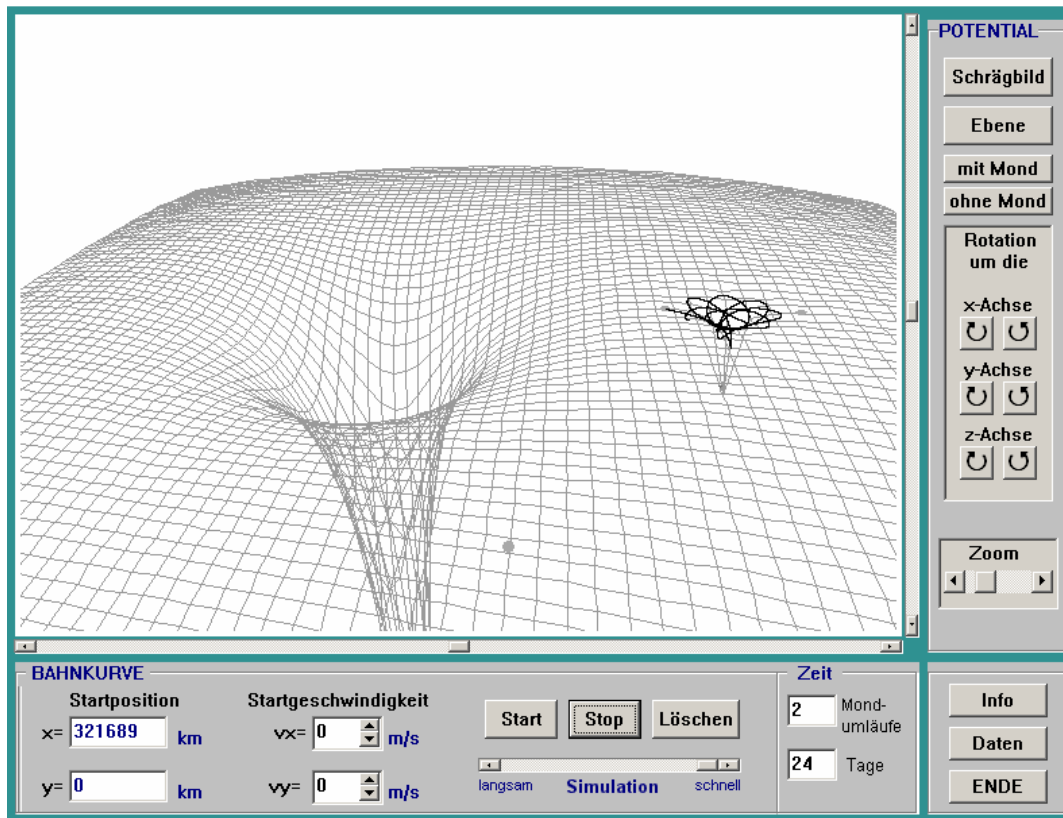 POTENTIAL
Schrägbild
Ebene
mit Mond
ohne Mond
Rotation
um die
x-Achse
y-Achse
z-Achse
Zoom
BAHNKURVE
Startposition
x= 321689 km
y= 0 km
Startgeschwindigkeit
vx= 0 m/s
vy= 0 m/s
Start
Stop
Löschen
langsam Simulation schnell
Zeit
2 Mond-
umläufe
24 Tage
Info
Daten
ENDE